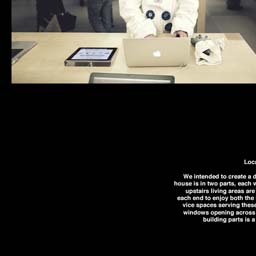 Loca
We intended to create a d
house is in two parts, each w
upstairs living areas are
each end to enjoy both the
vice spaces serving these
windows opening across
building parts is a